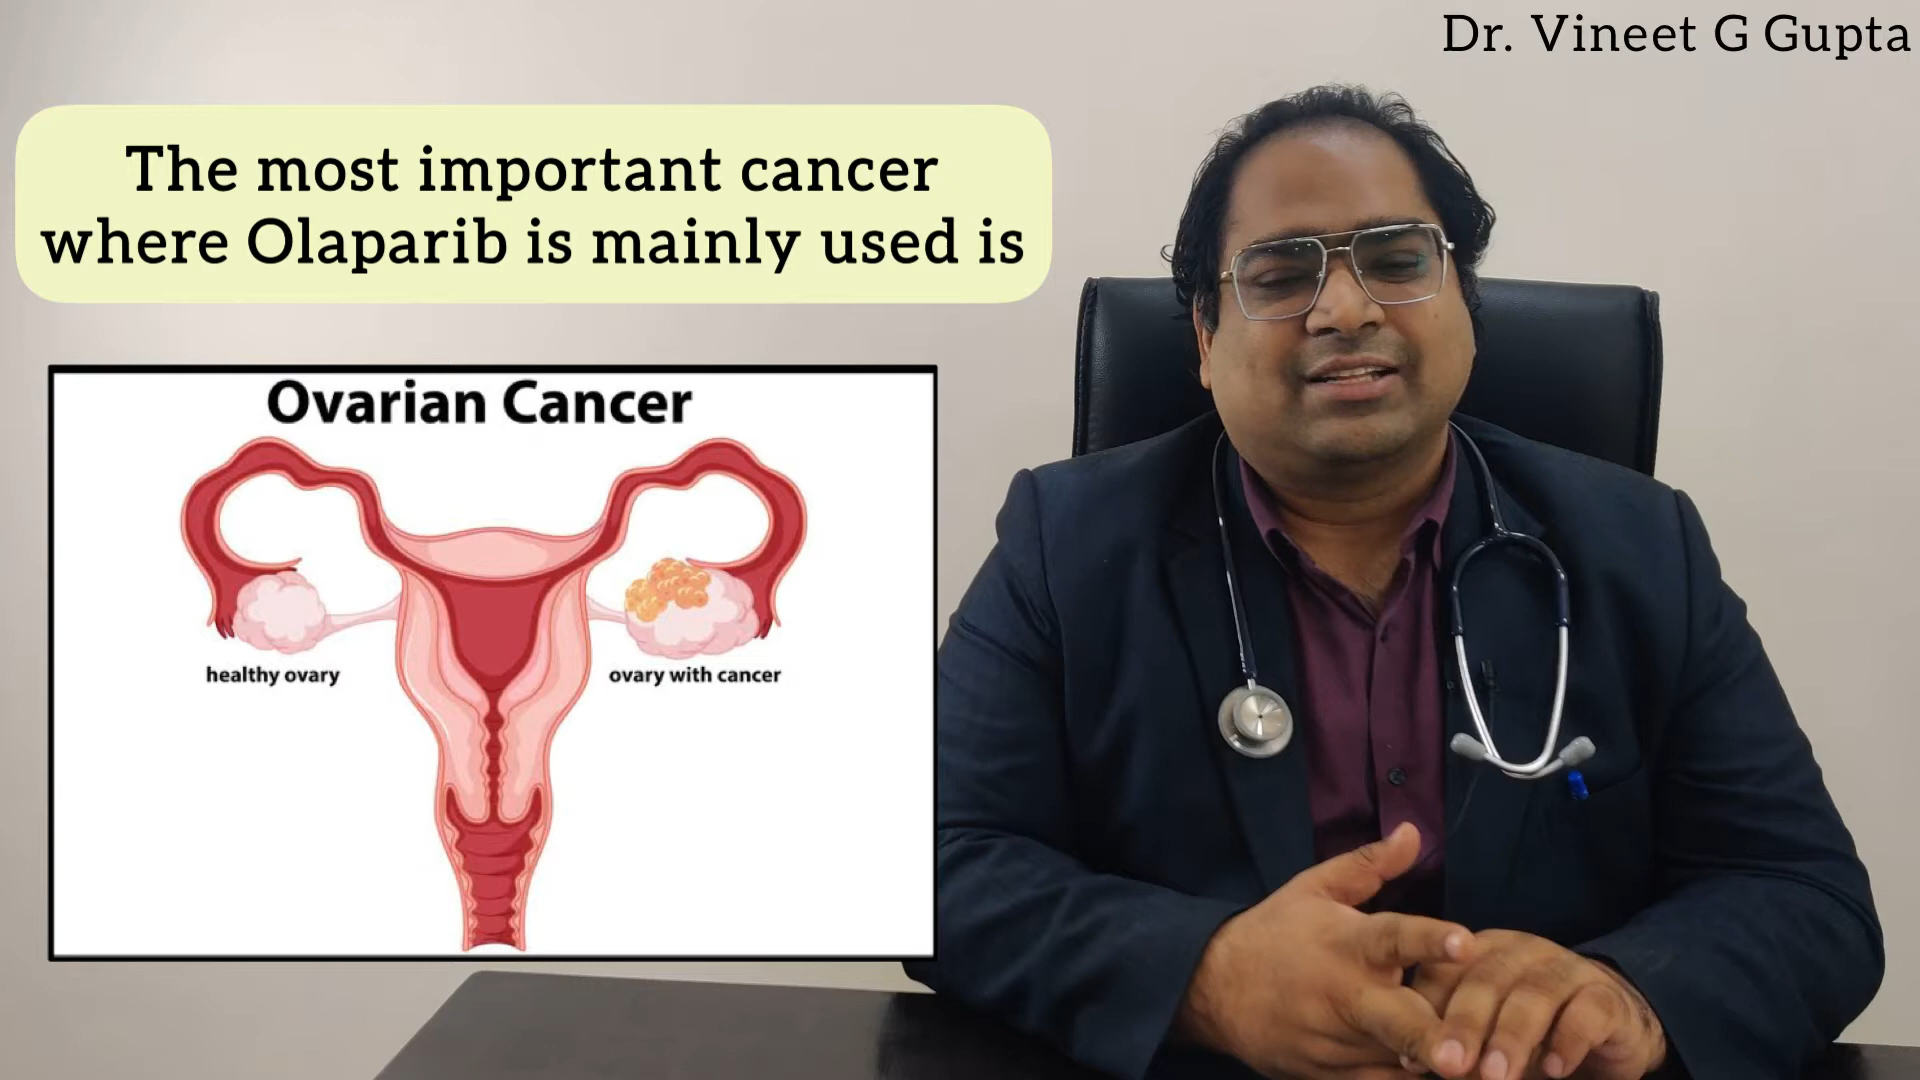 Dr. Vineet G Gupta
The most important cancer
where Olaparib is mainly used is
Ovarian Cancer
healthy ovary
ovary with cancer